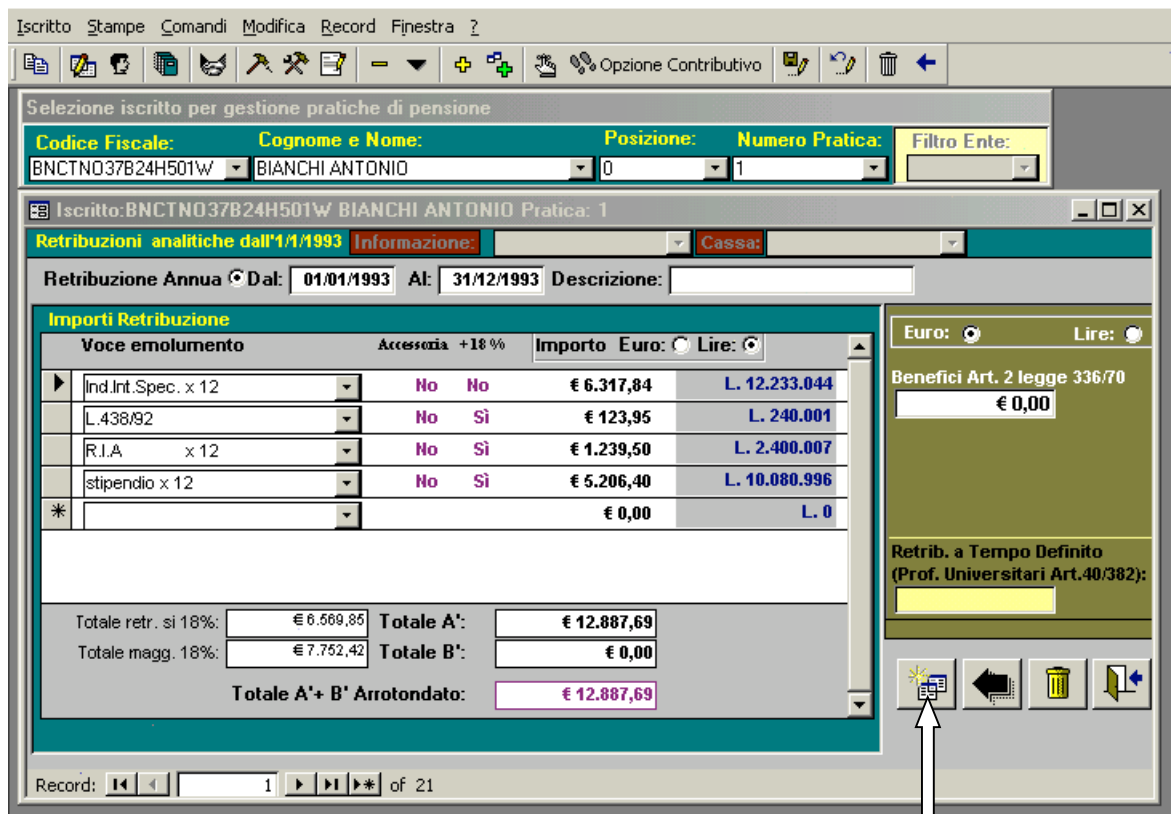 Iscritto Stampe Comandi Modifica Record Finestra ?
Opzione Contributivo
Selezione iscritto per gestione pratiche di pensione
Codice Fiscale: Cognome e Nome: Posizione: Numero Pratica: Filtro Ente:
BNCTNO37B24H501W BIANCHI ANTONIO 0 1
Iscritto:BNCTNO37B24H501W BIANCHI ANTONIO Pratica: 1
Retribuzioni analitiche dall'1/1/1993 Informazione: Cassa:
Retribuzione Annua Dal: 01/01/1993 Al: 31/12/1993 Descrizione:
Importi Retribuzione
Voce emolumento Accessoria +18 % Importo Euro: Lire:
Ind.Int.Spec. x 12 No No € 6.317,84 L. 12.233.044
L.438/92 No Sì € 123,95 L. 240.001
R.I.A x 12 No Sì € 1.239,50 L. 2.400.007
stipendio x 12 No Sì € 5.206,40 L. 10.080.996
€ 0,00 L. 0
Totale retr. si 18%: € 6.569,85 Totale A': € 12.887,69
Totale magg. 18%: € 7.752,42 Totale B': € 0,00
Totale A'+ B' Arrotondato: € 12.887,69
Euro: Lire:
Benefici Art. 2 legge 336/70
€ 0,00
Retrib. a Tempo Definito
(Prof. Universitari Art.40/382):
Record: 1 of 21